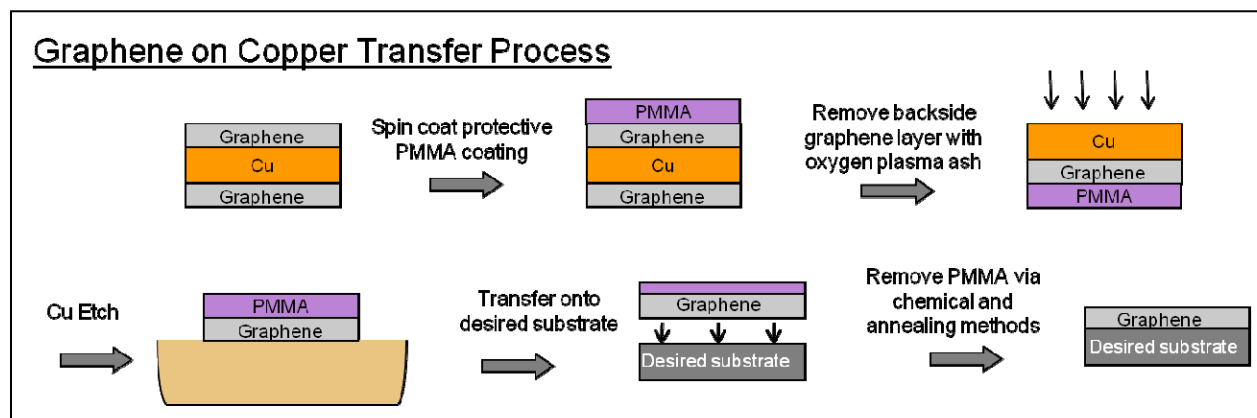 Graphene on Copper Transfer Process
Graphene
Cu
Graphene
Spin coat protective
PMMA coating
PMMA
Graphene
Cu
Graphene
Remove backside
graphene layer with
oxygen plasma ash
Cu
Graphene
PMMA
Cu Etch
PMMA
Graphene
Transfer onto
desired substrate
Graphene
Desired substrate
Remove PMMA via
chemical and
annealing methods
Graphene
Desired substrate